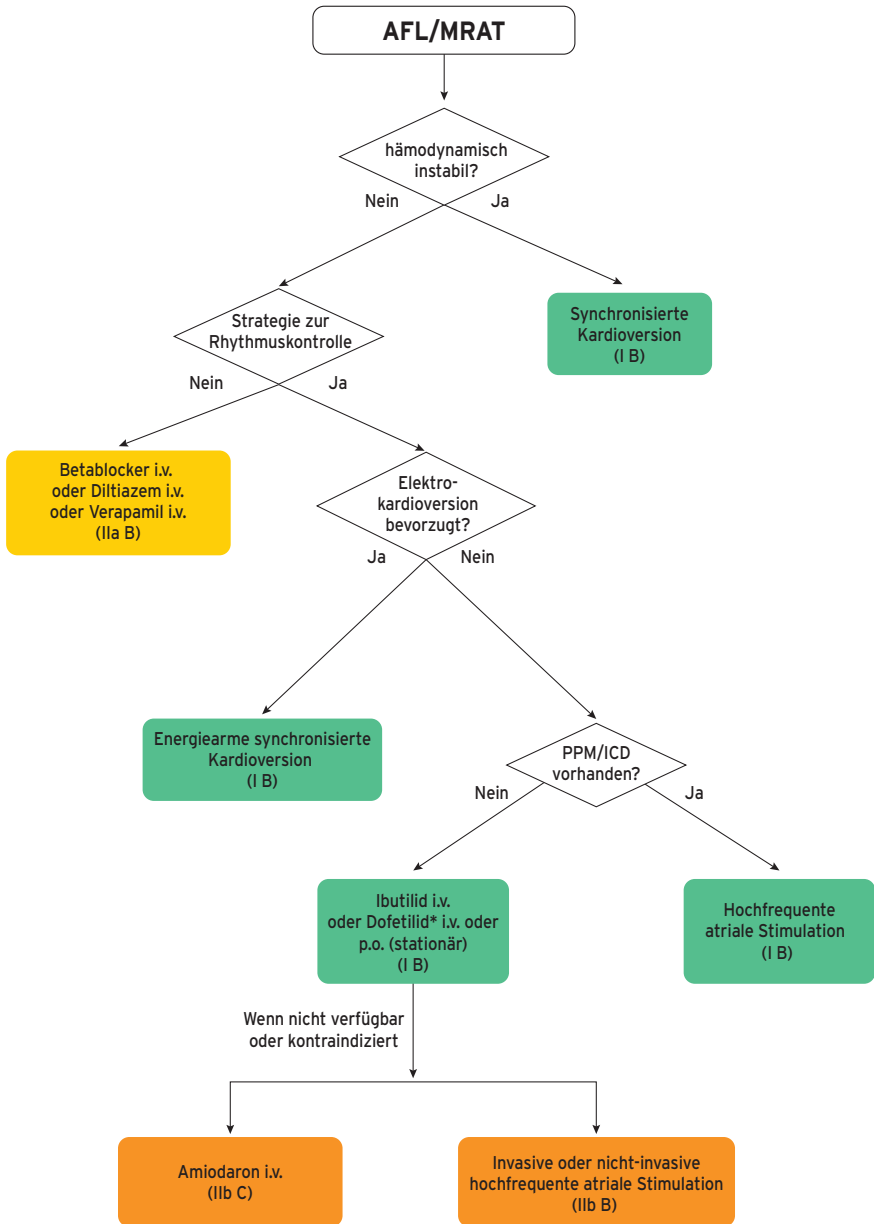 AFL/MRAT
hämodynamisch
instabil?
Nein
Ja
Strategie zur
Rhythmuskontrolle
Synchronisierte
Kardioversion
(I B)
Nein
Ja
Betablocker i.v.
oder Diltiazem i.v.
oder Verapamil i.v.
(IIa B)
Elektro-
kardioversion
bevorzugt?
Ja
Nein
Energiearme synchronisierte
Kardioversion
(I B)
PPM/ICD
vorhanden?
Nein
Ja
Ibutilid i.v.
oder Dofetilid* i.v. oder
p.o. (stationär)
(I B)
Hochfrequente
atriale Stimulation
(I B)
Wenn nicht verfügbar
oder kontraindiziert
Amiodaron i.v.
(IIb C)
Invasive oder nicht-invasive
hochfrequente atriale Stimulation
(IIb B)